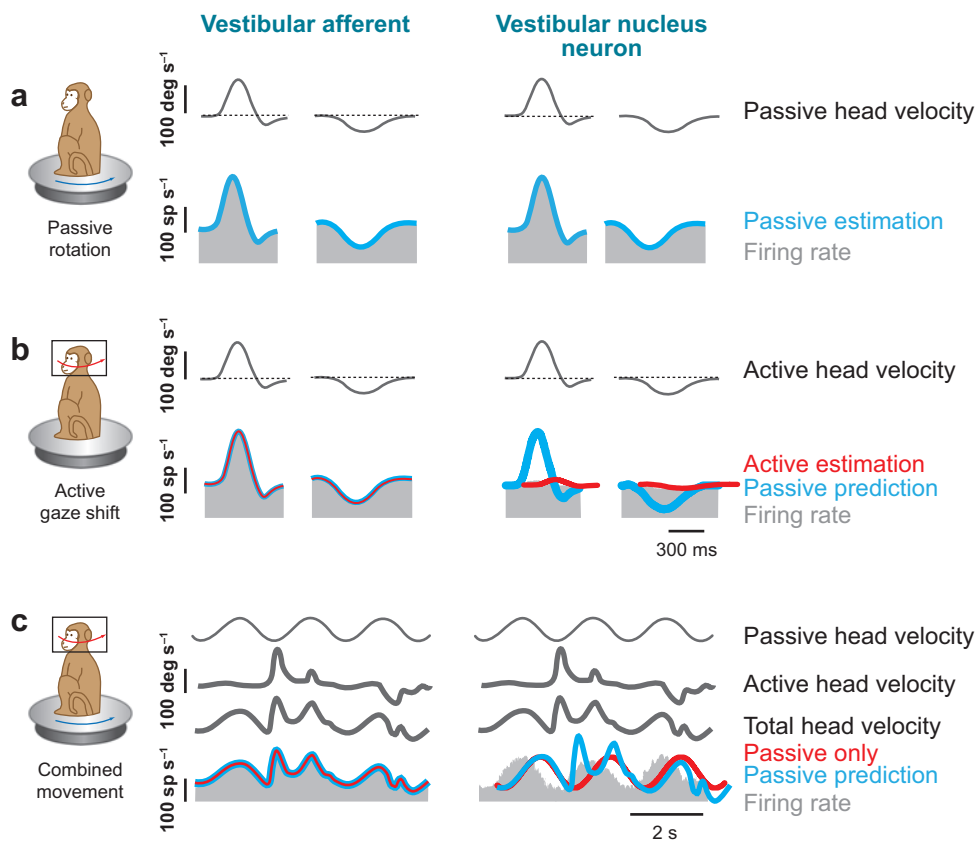 Vestibular afferent
Vestibular nucleus
neuron
a
100 deg s⁻¹
Passive head velocity
100 sp s⁻¹
Passive
rotation
Passive estimation
Firing rate
b
100 deg s⁻¹
Active head velocity
100 sp s⁻¹
Active
gaze shift
Active estimation
Passive prediction
Firing rate
300 ms
c
Passive head velocity
100 deg s⁻¹
Active head velocity
Total head velocity
100 sp s⁻¹
Combined
movement
Passive only
Passive prediction
Firing rate
2 s